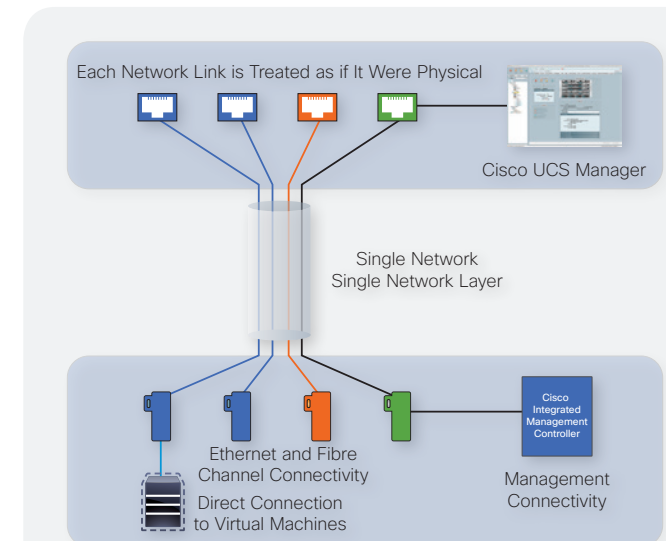 Each Network Link is Treated as if It Were Physical
Cisco UCS Manager
Single Network
Single Network Layer
Cisco
Integrated
Management
Controller
Ethernet and Fibre
Channel Connectivity
Management
Connectivity
Direct Connection
to Virtual Machines